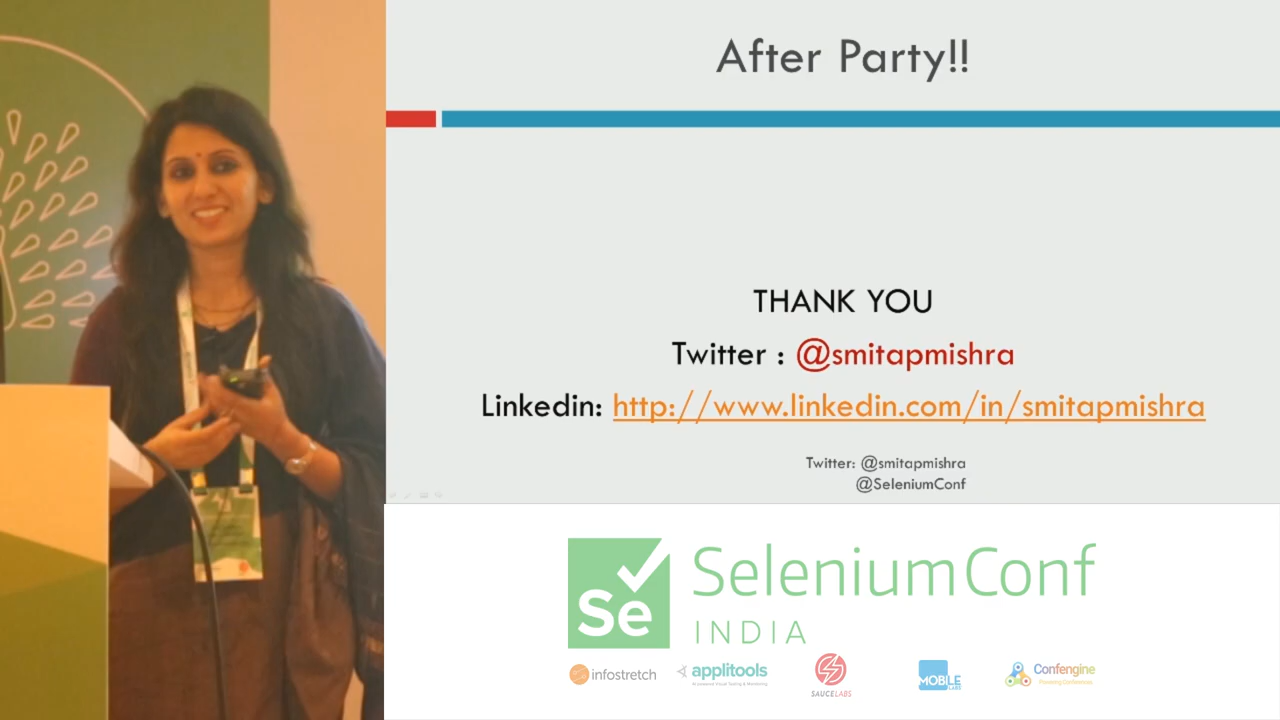 After Party!!
THANK YOU
Twitter : @smitapmishra
Linkedin: http://www.linkedin.com/in/smitapmishra
Twitter: @smitapmishra
@SeleniumConf
Se
SeleniumConf
INDIA
infostretch
applitools
SAUCELABS
MOBILE
LABS
Confengine